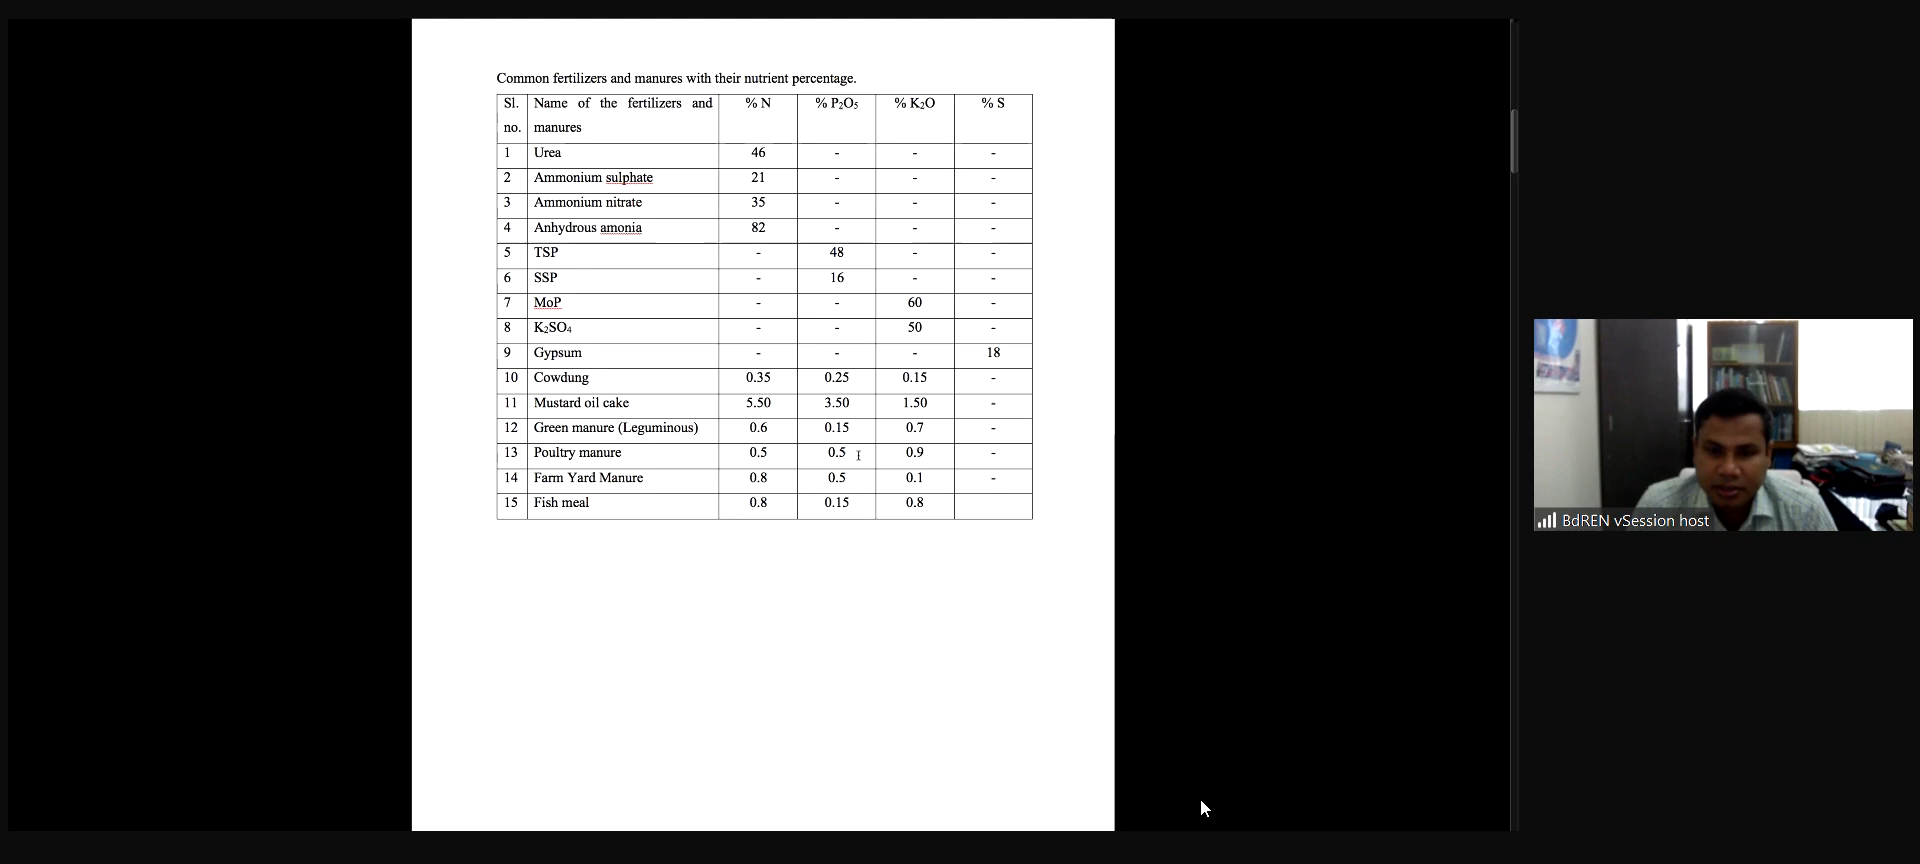 Common fertilizers and manures with their nutrient percentage.
Sl. no. Name of the fertilizers and manures % N % P₂O₅ % K₂O % S
1 Urea 46 - - -
2 Ammonium sulphate 21 - - -
3 Ammonium nitrate 35 - - -
4 Anhydrous amonia 82 - - -
5 TSP - 48 - -
6 SSP - 16 - -
7 MoP - - 60 -
8 K₂SO₄ - - 50 -
9 Gypsum - - - 18
10 Cowdung 0.35 0.25 0.15 -
11 Mustard oil cake 5.50 3.50 1.50 -
12 Green manure (Leguminous) 0.6 0.15 0.7 -
13 Poultry manure 0.5 0.5 0.9 -
14 Farm Yard Manure 0.8 0.5 0.1 -
15 Fish meal 0.8 0.15 0.8
BdREN vSession host